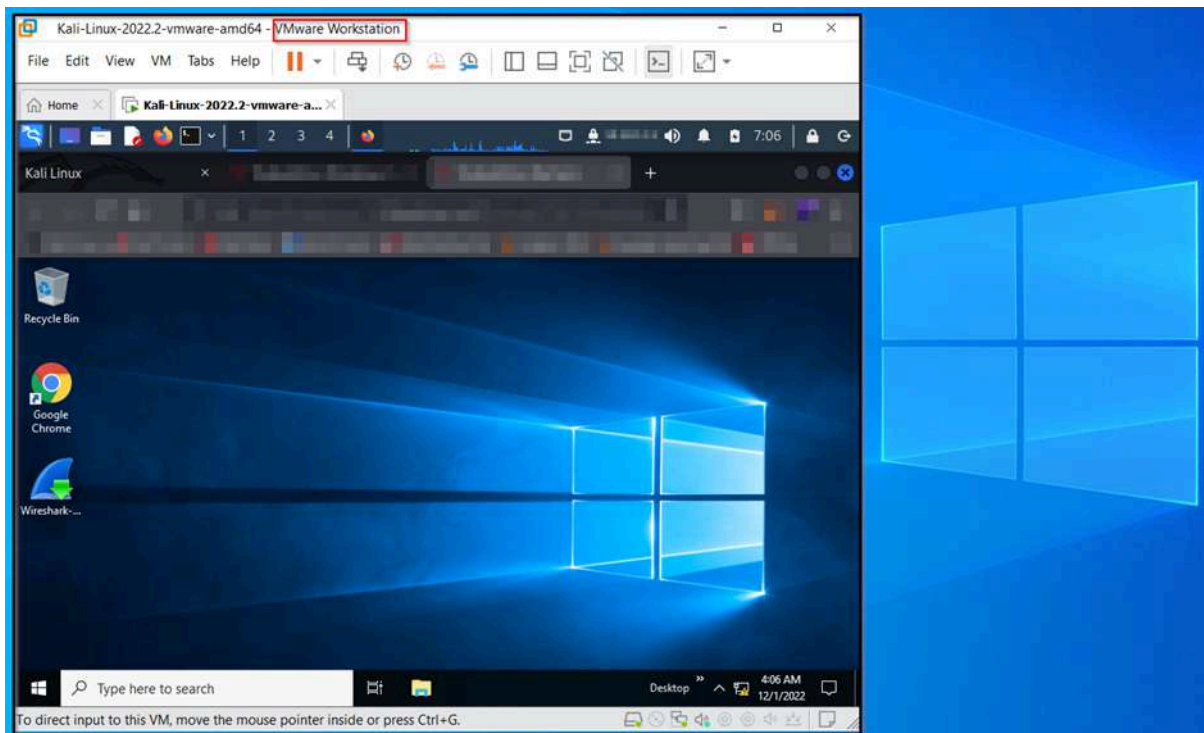 Kali-Linux-2022.2-vmware-amd64 - VMware Workstation
File Edit View VM Tabs Help
Home Kali-Linux-2022.2-vmware-a...
1 2 3 4 7:06
Kali Linux
Recycle Bin
Google
Chrome
Wireshark-...
Type here to search Desktop 4:06 AM
12/1/2022
To direct input to this VM, move the mouse pointer inside or press Ctrl+G.